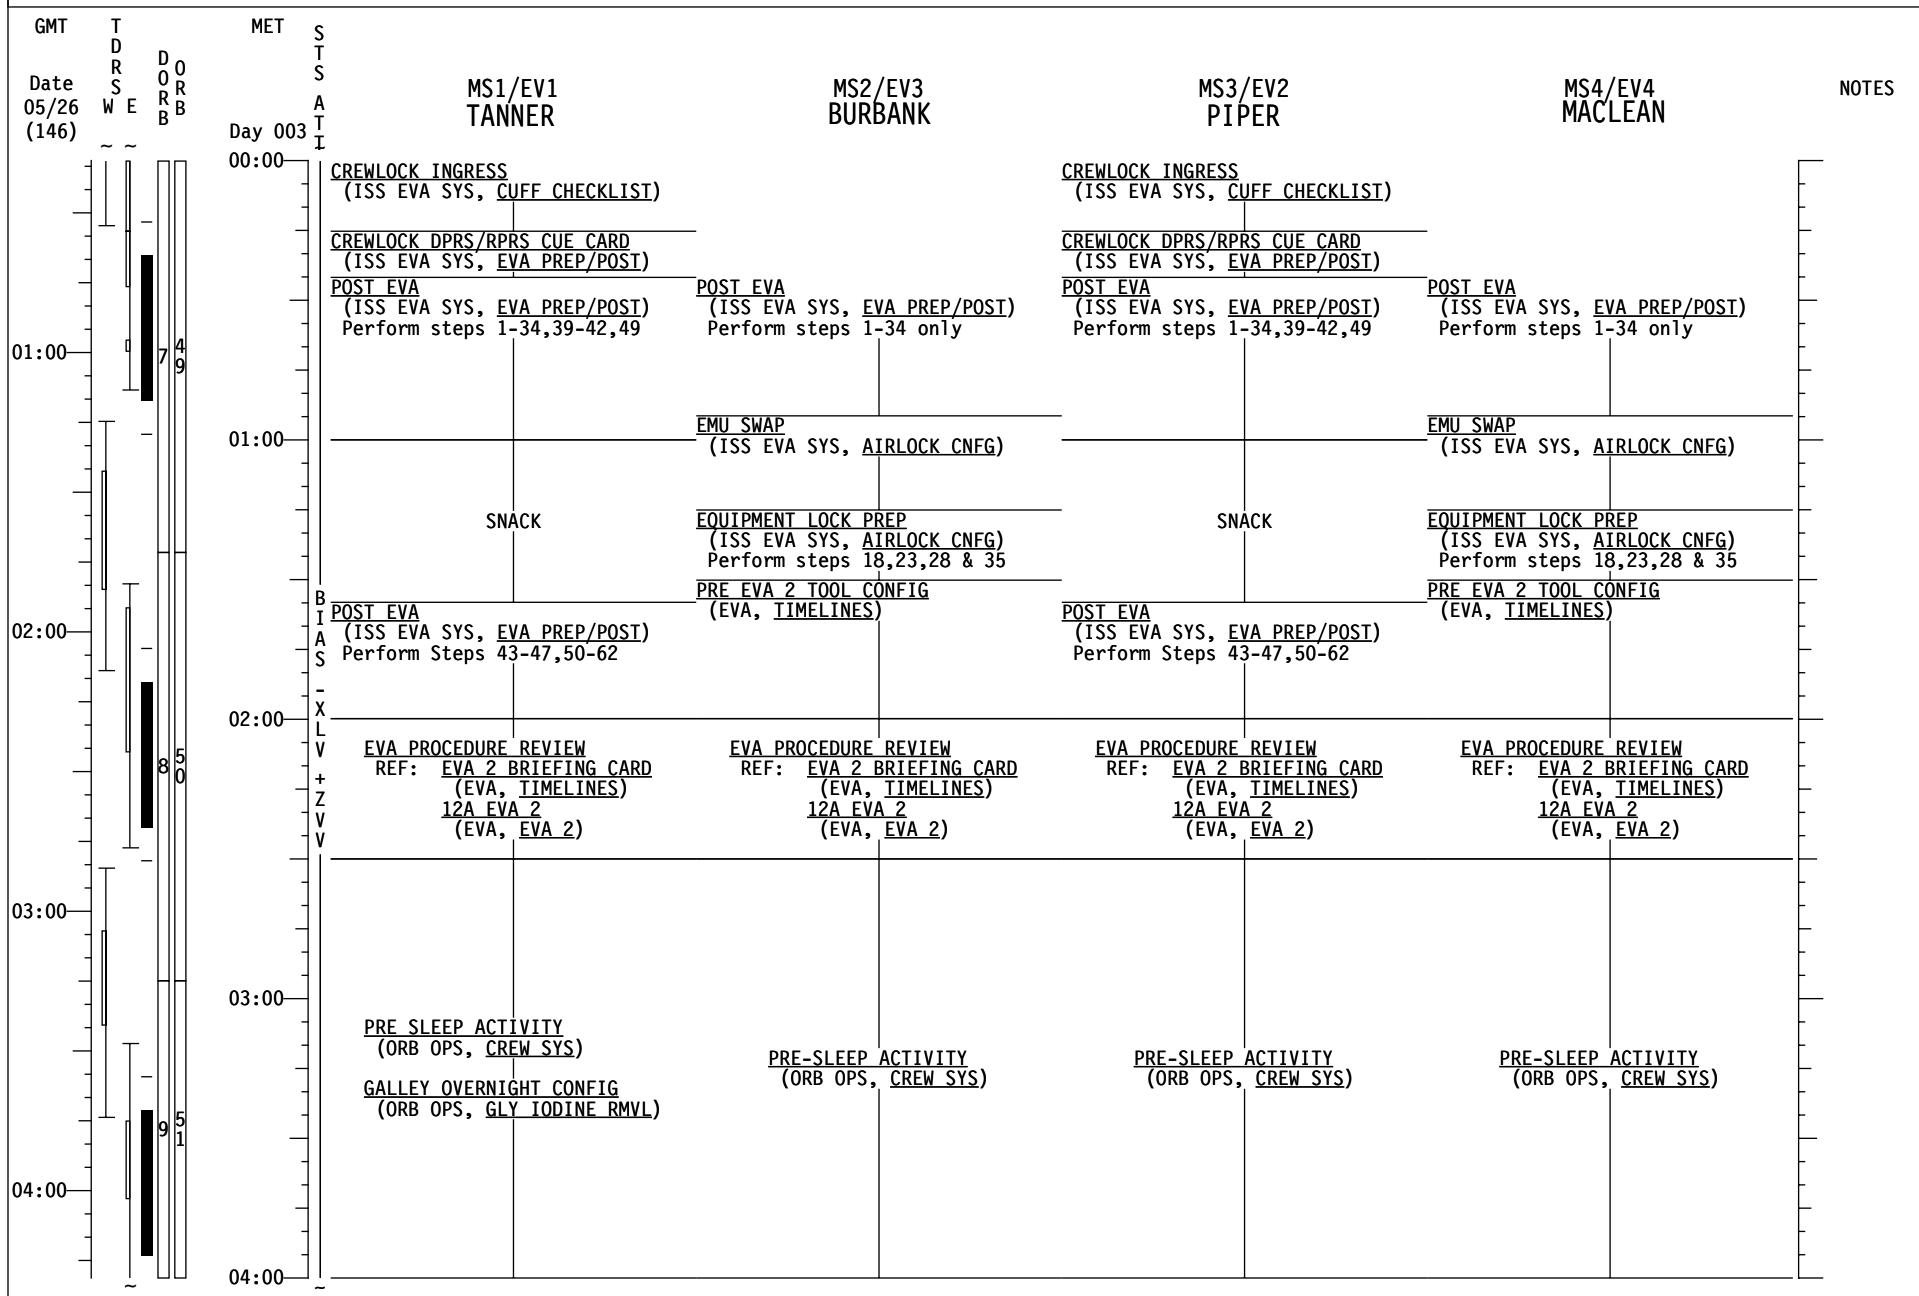 GMT
TDRS
W E
DORB
ORB
MET
STS ATT
Date
05/26
(146)
Day 003
MS1/EV1
TANNER
MS2/EV3
BURBANK
MS3/EV2
PIPER
MS4/EV4
MACLEAN
NOTES
~ ~
01:00
02:00
03:00
04:00
7
49
8
50
9
51
~
00:00
01:00
02:00
03:00
04:00
BIAS -XLV +ZVV
~
CREWLOCK INGRESS
(ISS EVA SYS, CUFF CHECKLIST)
CREWLOCK DPRS/RPRS CUE CARD
(ISS EVA SYS, EVA PREP/POST)
POST EVA
(ISS EVA SYS, EVA PREP/POST)
Perform steps 1-34,39-42,49
SNACK
POST EVA
(ISS EVA SYS, EVA PREP/POST)
Perform Steps 43-47,50-62
EVA PROCEDURE REVIEW
REF: EVA 2 BRIEFING CARD
(EVA, TIMELINES)
12A EVA 2
(EVA, EVA 2)
PRE SLEEP ACTIVITY
(ORB OPS, CREW SYS)
GALLEY OVERNIGHT CONFIG
(ORB OPS, GLY IODINE RMVL)
POST EVA
(ISS EVA SYS, EVA PREP/POST)
Perform steps 1-34 only
EMU SWAP
(ISS EVA SYS, AIRLOCK CNFG)
EQUIPMENT LOCK PREP
(ISS EVA SYS, AIRLOCK CNFG)
Perform steps 18,23,28 & 35
PRE EVA 2 TOOL CONFIG
(EVA, TIMELINES)
EVA PROCEDURE REVIEW
REF: EVA 2 BRIEFING CARD
(EVA, TIMELINES)
12A EVA 2
(EVA, EVA 2)
PRE-SLEEP ACTIVITY
(ORB OPS, CREW SYS)
CREWLOCK INGRESS
(ISS EVA SYS, CUFF CHECKLIST)
CREWLOCK DPRS/RPRS CUE CARD
(ISS EVA SYS, EVA PREP/POST)
POST EVA
(ISS EVA SYS, EVA PREP/POST)
Perform steps 1-34,39-42,49
SNACK
POST EVA
(ISS EVA SYS, EVA PREP/POST)
Perform Steps 43-47,50-62
EVA PROCEDURE REVIEW
REF: EVA 2 BRIEFING CARD
(EVA, TIMELINES)
12A EVA 2
(EVA, EVA 2)
PRE-SLEEP ACTIVITY
(ORB OPS, CREW SYS)
POST EVA
(ISS EVA SYS, EVA PREP/POST)
Perform steps 1-34 only
EMU SWAP
(ISS EVA SYS, AIRLOCK CNFG)
EQUIPMENT LOCK PREP
(ISS EVA SYS, AIRLOCK CNFG)
Perform steps 18,23,28 & 35
PRE EVA 2 TOOL CONFIG
(EVA, TIMELINES)
EVA PROCEDURE REVIEW
REF: EVA 2 BRIEFING CARD
(EVA, TIMELINES)
12A EVA 2
(EVA, EVA 2)
PRE-SLEEP ACTIVITY
(ORB OPS, CREW SYS)